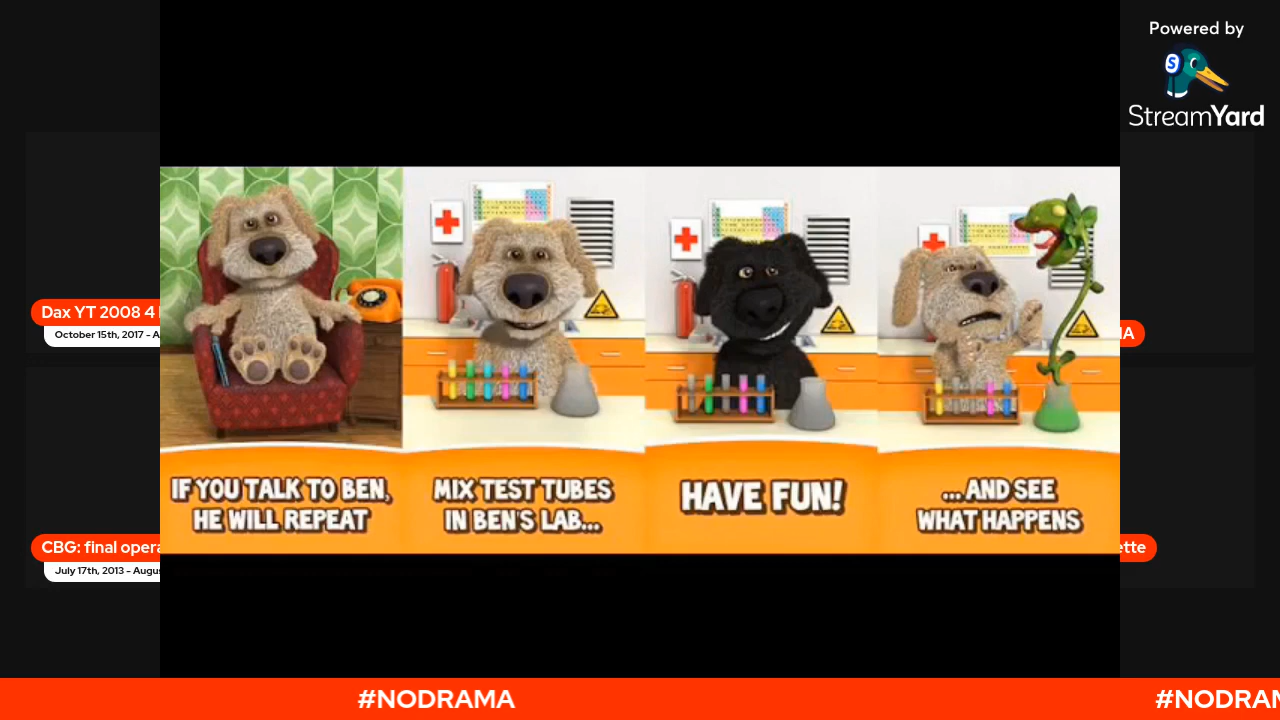 Powered by
StreamYard
Dax YT 2008 4
October 15th, 2017 - A
IA
IF YOU TALK TO BEN,
HE WILL REPEAT
MIX TEST TUBES
IN BEN'S LAB...
HAVE FUN!
... AND SEE
WHAT HAPPENS
CBG: final opera
July 17th, 2013 - Augu
ette
#NODRAMA
#NODRAM